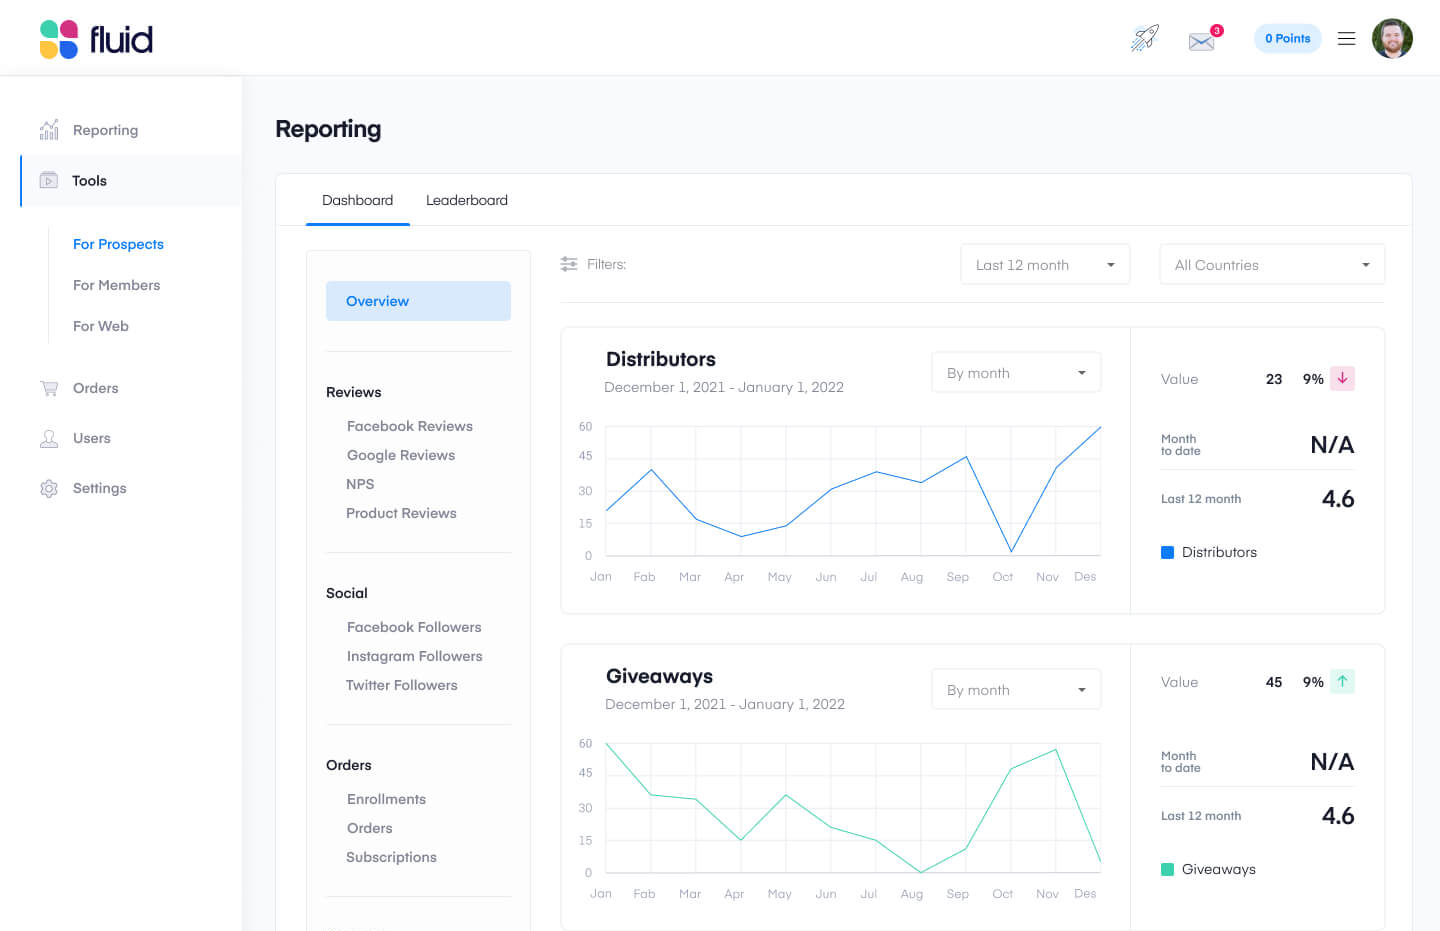 fluid
3
0 Points
Reporting
Tools
For Prospects
For Members
For Web
Orders
Users
Settings
Reporting
Dashboard Leaderboard
Overview
Reviews
Facebook Reviews
Google Reviews
NPS
Product Reviews
Social
Facebook Followers
Instagram Followers
Twitter Followers
Orders
Enrollments
Orders
Subscriptions
Filters:
Last 12 month
All Countries
Distributors
December 1, 2021 - January 1, 2022
By month
60
45
30
15
0
Jan Fab Mar Apr May Jun Jul Aug Sep Oct Nov Des
Value 23 9%
Month
to date
N/A
Last 12 month 4.6
Distributors
Giveaways
December 1, 2021 - January 1, 2022
By month
60
45
30
15
0
Jan Fab Mar Apr May Jun Jul Aug Sep Oct Nov Des
Value 45 9%
Month
to date
N/A
Last 12 month 4.6
Giveaways